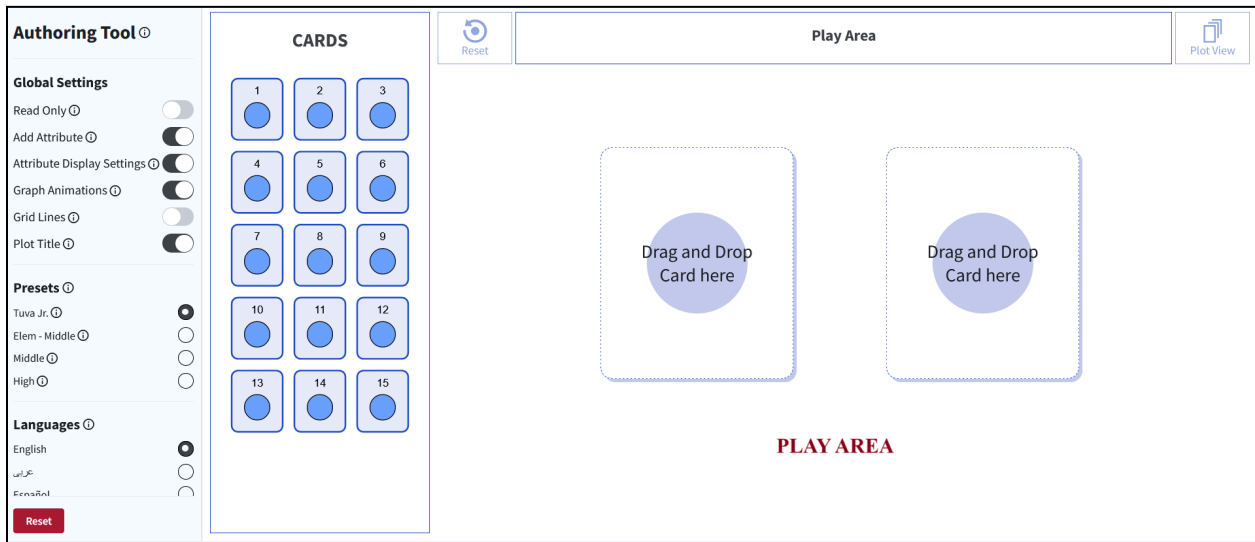 Authoring Tool
Global Settings
Read Only
Add Attribute
Attribute Display Settings
Graph Animations
Grid Lines
Plot Title
Presets
Tuva Jr.
Elem - Middle
Middle
High
Languages
English
عربى
Español
Reset
CARDS
1 2 3
4 5 6
7 8 9
10 11 12
13 14 15
Reset
Play Area
Plot View
Drag and Drop
Card here
Drag and Drop
Card here
PLAY AREA